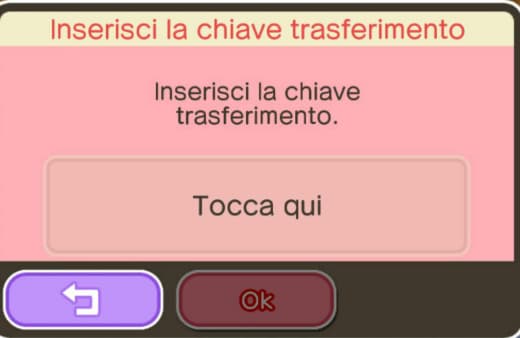 Inserisci la chiave trasferimento
Inserisci la chiave
trasferimento.
Tocca qui
Ok